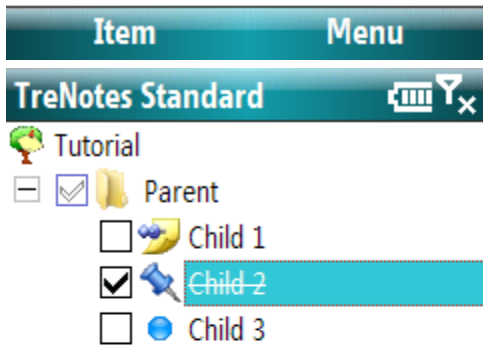 Item Menu
TreNotes Standard
Tutorial
Parent
Child 1
Child 2
Child 3